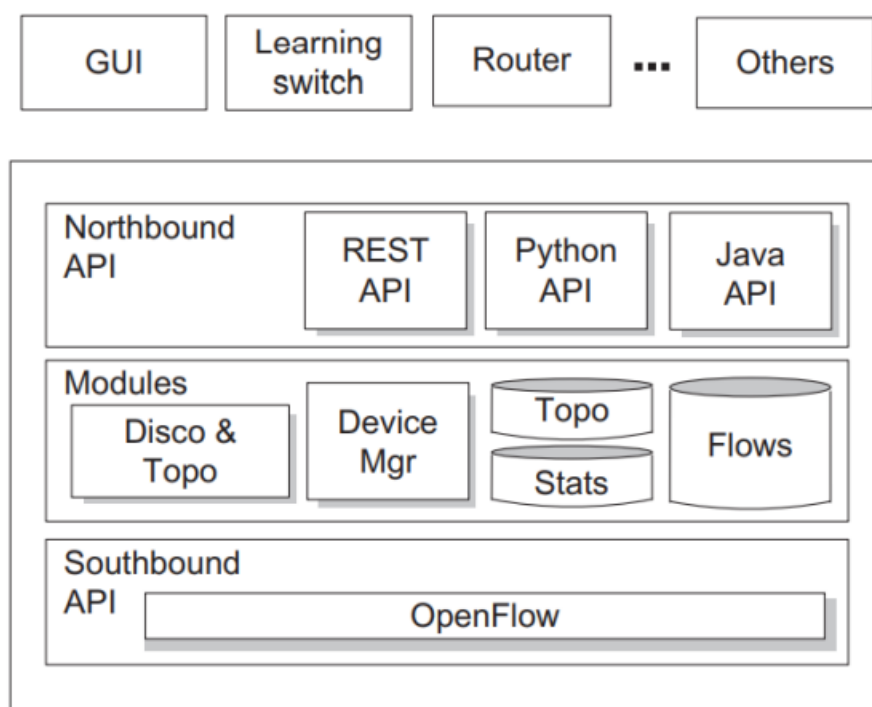 GUI
Learning
switch
Router
...
Others
Northbound
API
REST
API
Python
API
Java
API
Modules
Disco &
Topo
Device
Mgr
Topo
Stats
Flows
Southbound
API
OpenFlow